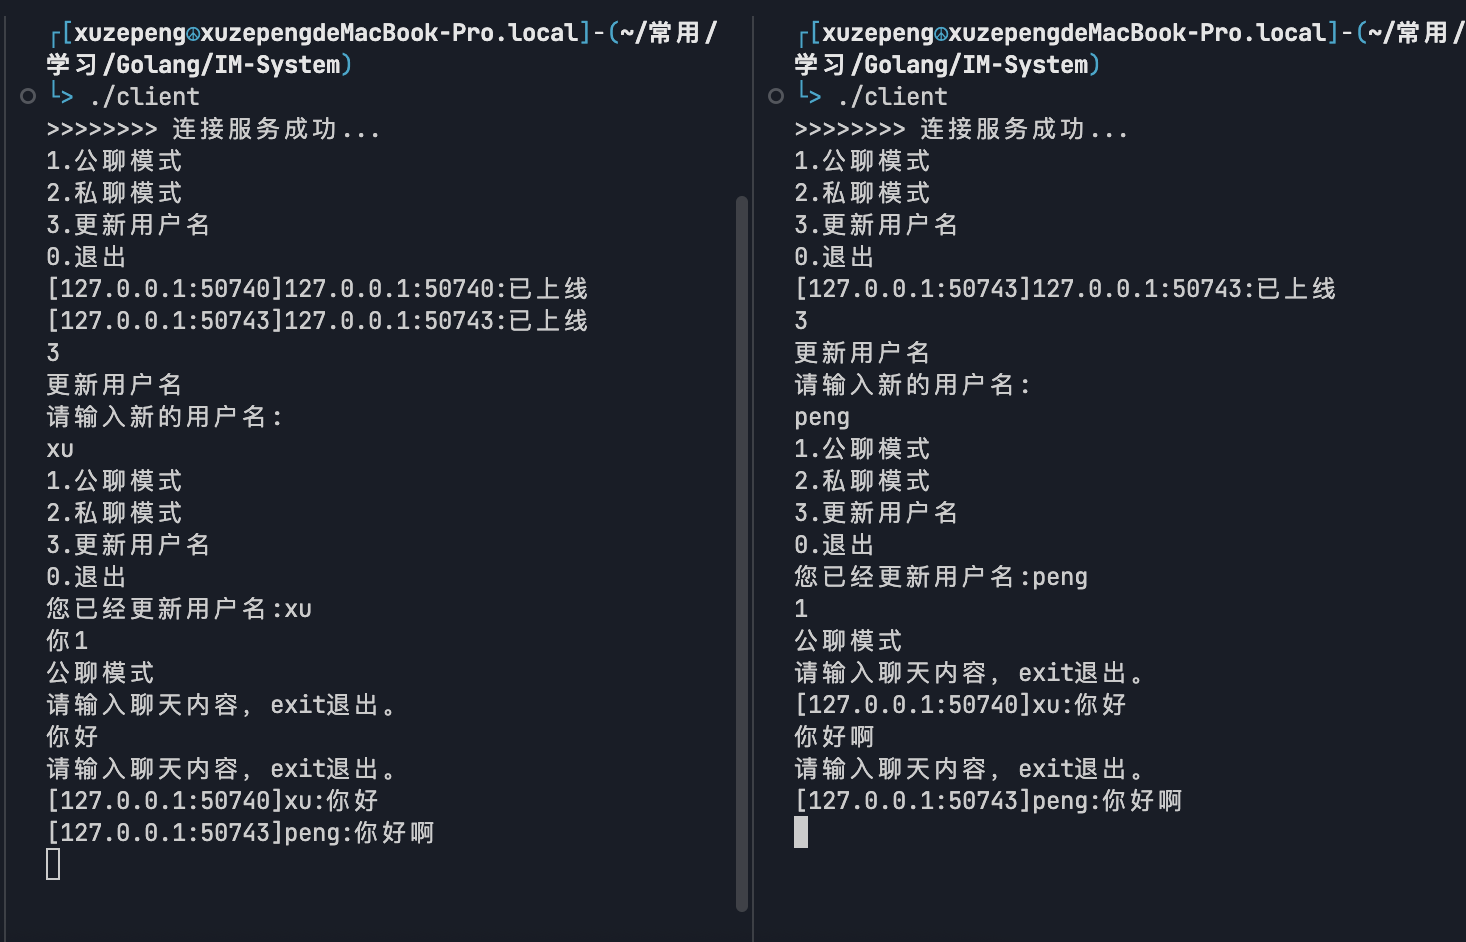 ┌[xuzepeng☮xuzepengdeMacBook-Pro.local]-(~/常用/
学习/Golang/IM-System)
└> ./client
>>>>>>>> 连接服务成功...
1.公聊模式
2.私聊模式
3.更新用户名
0.退出
[127.0.0.1:50740]127.0.0.1:50740:已上线
[127.0.0.1:50743]127.0.0.1:50743:已上线
3
更新用户名
请输入新的用户名:
xu
1.公聊模式
2.私聊模式
3.更新用户名
0.退出
您已经更新用户名:xu
你1
公聊模式
请输入聊天内容, exit退出。
你好
请输入聊天内容, exit退出。
[127.0.0.1:50740]xu:你好
[127.0.0.1:50743]peng:你好啊
┌[xuzepeng☮xuzepengdeMacBook-Pro.local]-(~/常用/
学习/Golang/IM-System)
└> ./client
>>>>>>>> 连接服务成功...
1.公聊模式
2.私聊模式
3.更新用户名
0.退出
[127.0.0.1:50743]127.0.0.1:50743:已上线
3
更新用户名
请输入新的用户名:
peng
1.公聊模式
2.私聊模式
3.更新用户名
0.退出
您已经更新用户名:peng
1
公聊模式
请输入聊天内容, exit退出。
[127.0.0.1:50740]xu:你好
你好啊
请输入聊天内容, exit退出。
[127.0.0.1:50743]peng:你好啊